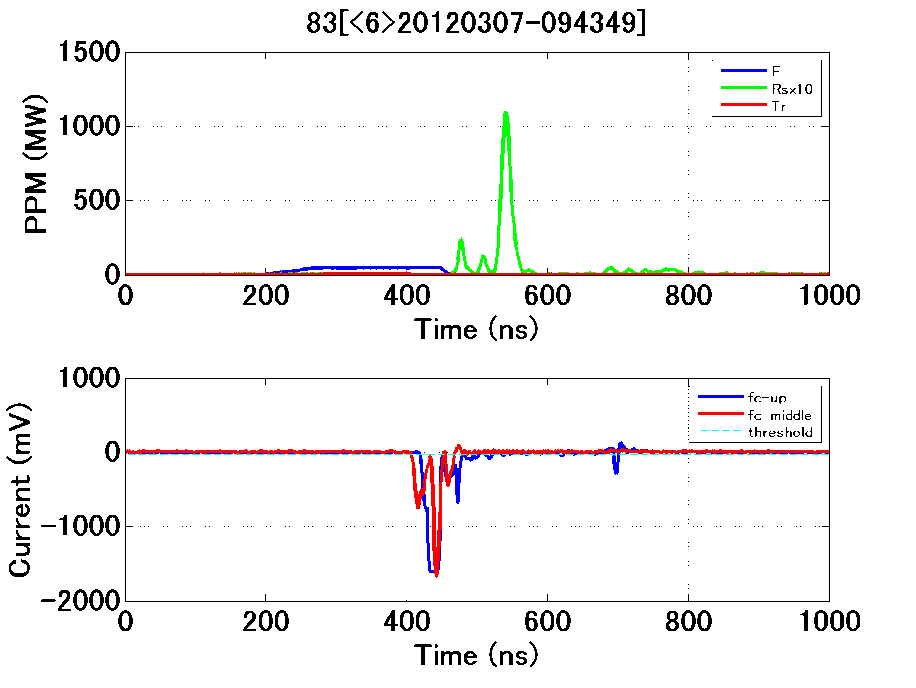 83[<6>20120307-094349]
1500
1000
500
0
PPM (MW)
F
Rs×10
Tr
0 200 400 600 800 1000
Time (ns)
1000
0
-1000
-2000
Current (mV)
fc-up
fc middle
threshold
0 200 400 600 800 1000
Time (ns)